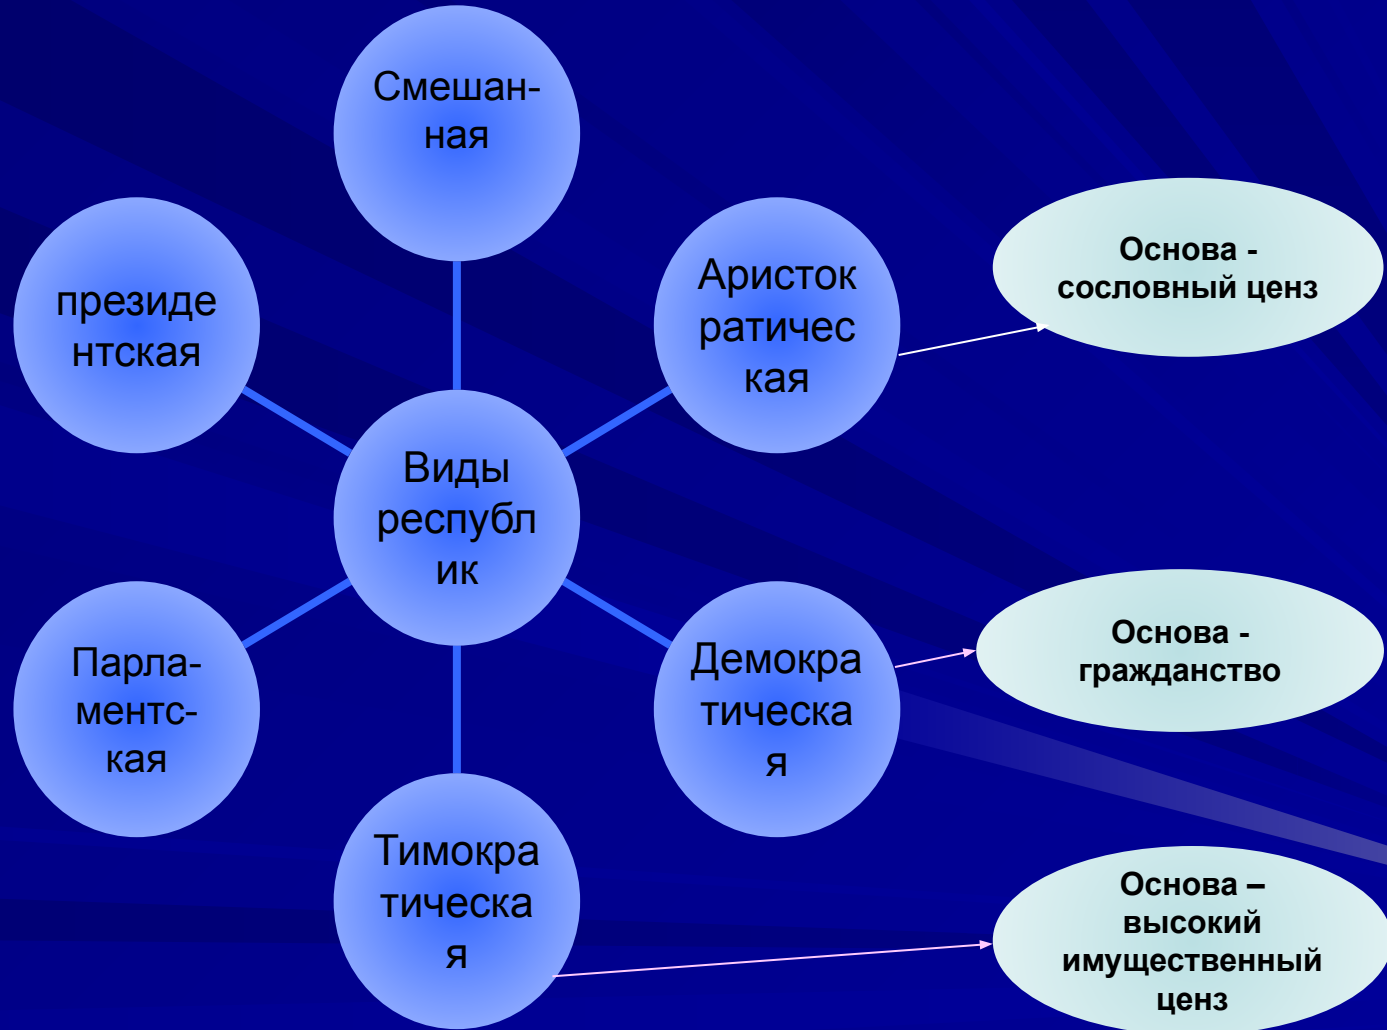 Смешан-
ная
президе
нтская
Аристок
ратичес
кая
Основа -
сословный ценз
Виды
республ
ик
Парла-
ментс-
кая
Демокра
тическа
я
Основа -
гражданство
Тимокра
тическа
я
Основа –
высокий
имущественный
ценз